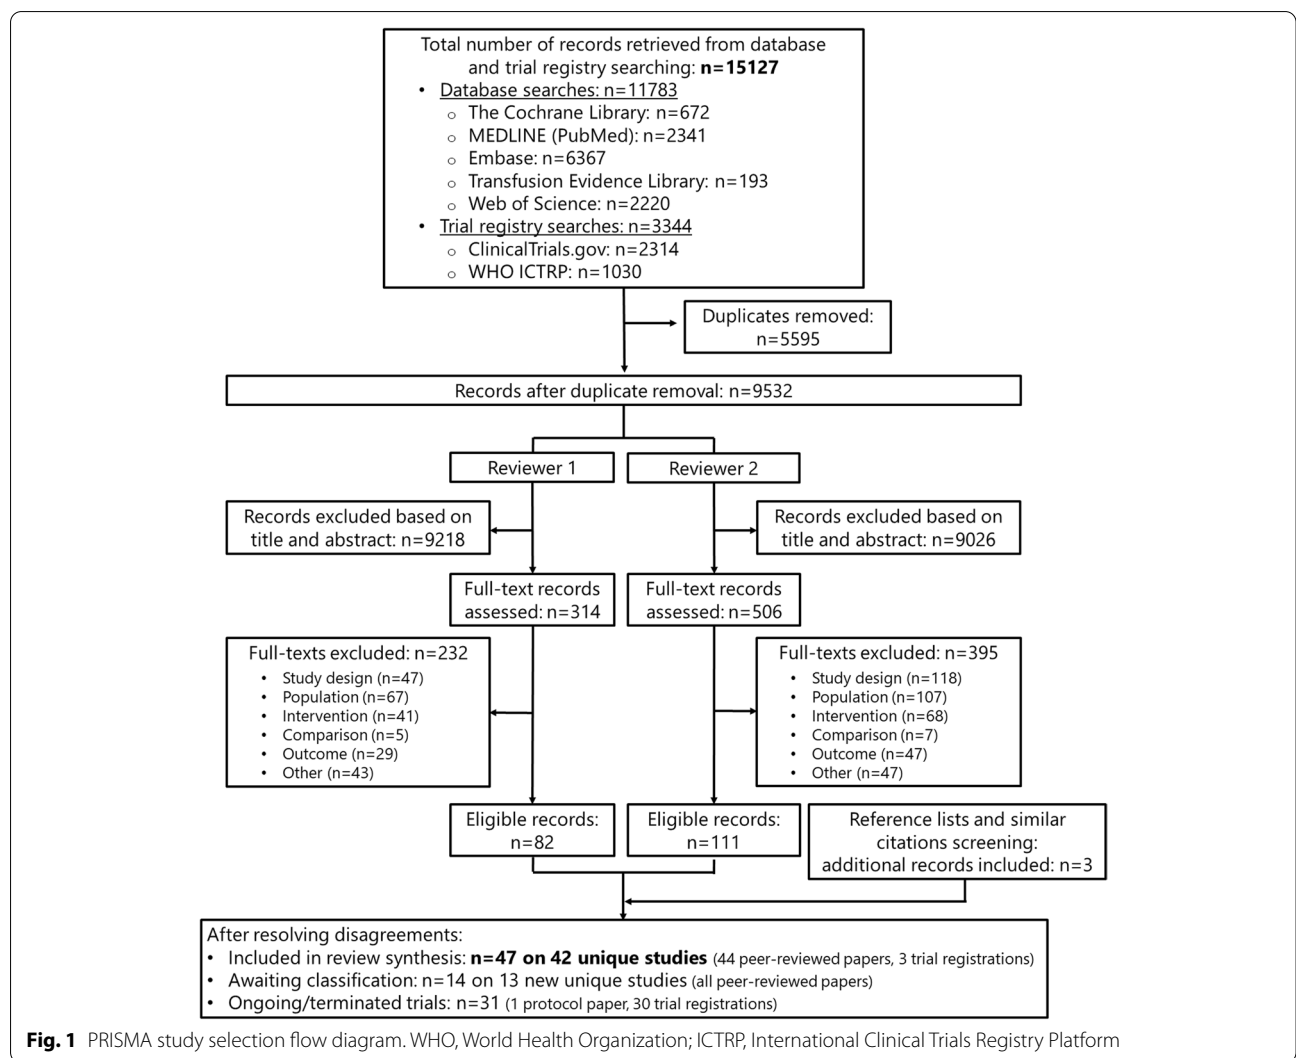 Total number of records retrieved from database
and trial registry searching: n=15127
• Database searches: n=11783
o The Cochrane Library: n=672
o MEDLINE (PubMed): n=2341
o Embase: n=6367
o Transfusion Evidence Library: n=193
o Web of Science: n=2220
• Trial registry searches: n=3344
o ClinicalTrials.gov: n=2314
o WHO ICTRP: n=1030
Duplicates removed:
n=5595
Records after duplicate removal: n=9532
Reviewer 1
Reviewer 2
Records excluded based on
title and abstract: n=9218
Records excluded based on
title and abstract: n=9026
Full-text records
assessed: n=314
Full-text records
assessed: n=506
Full-texts excluded: n=232
• Study design (n=47)
• Population (n=67)
• Intervention (n=41)
• Comparison (n=5)
• Outcome (n=29)
• Other (n=43)
Full-texts excluded: n=395
• Study design (n=118)
• Population (n=107)
• Intervention (n=68)
• Comparison (n=7)
• Outcome (n=47)
• Other (n=47)
Eligible records:
n=82
Eligible records:
n=111
Reference lists and similar
citations screening:
additional records included: n=3
After resolving disagreements:
• Included in review synthesis: n=47 on 42 unique studies (44 peer-reviewed papers, 3 trial registrations)
• Awaiting classification: n=14 on 13 new unique studies (all peer-reviewed papers)
• Ongoing/terminated trials: n=31 (1 protocol paper, 30 trial registrations)
Fig. 1 PRISMA study selection flow diagram. WHO, World Health Organization; ICTRP, International Clinical Trials Registry Platform